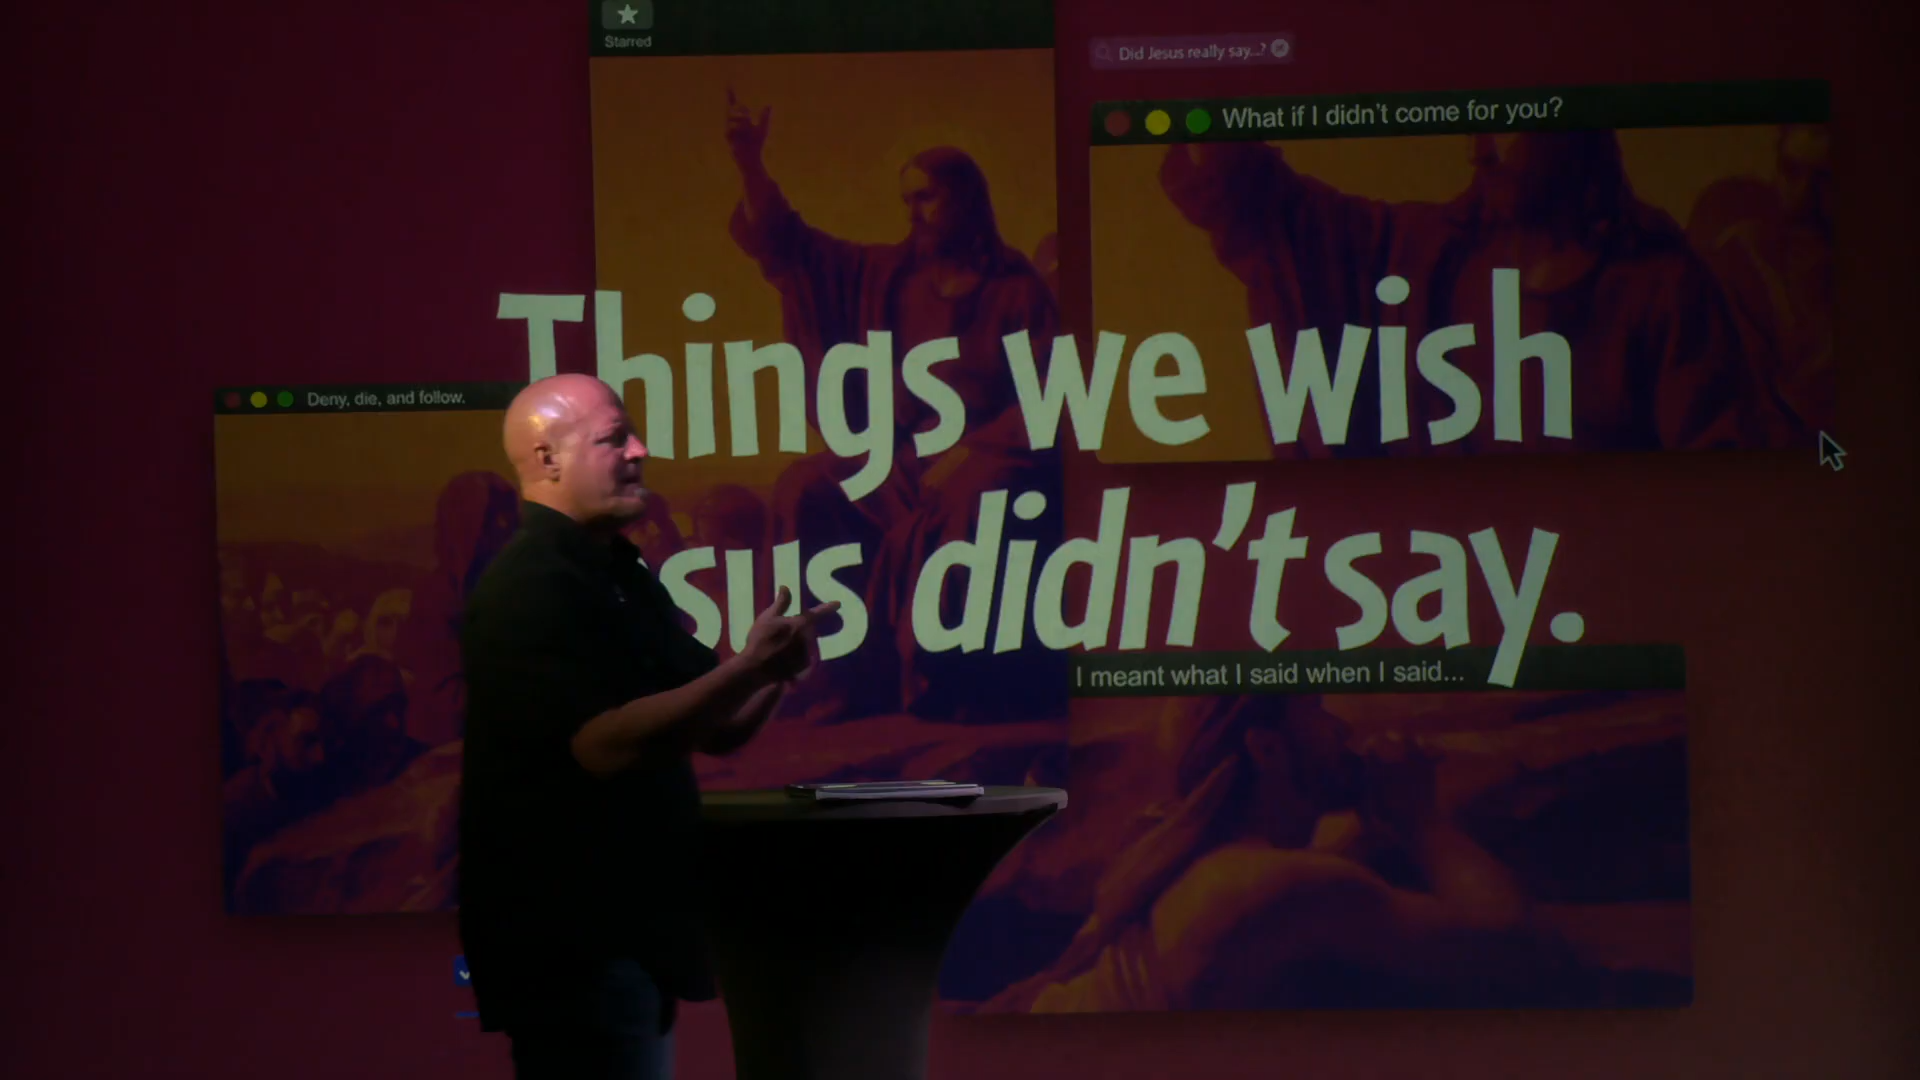 Starred
Did Jesus really say...?
What if I didn't come for you?
Things we wish
Deny, die, and follow.
sus didn't say.
I meant what I said when I said...